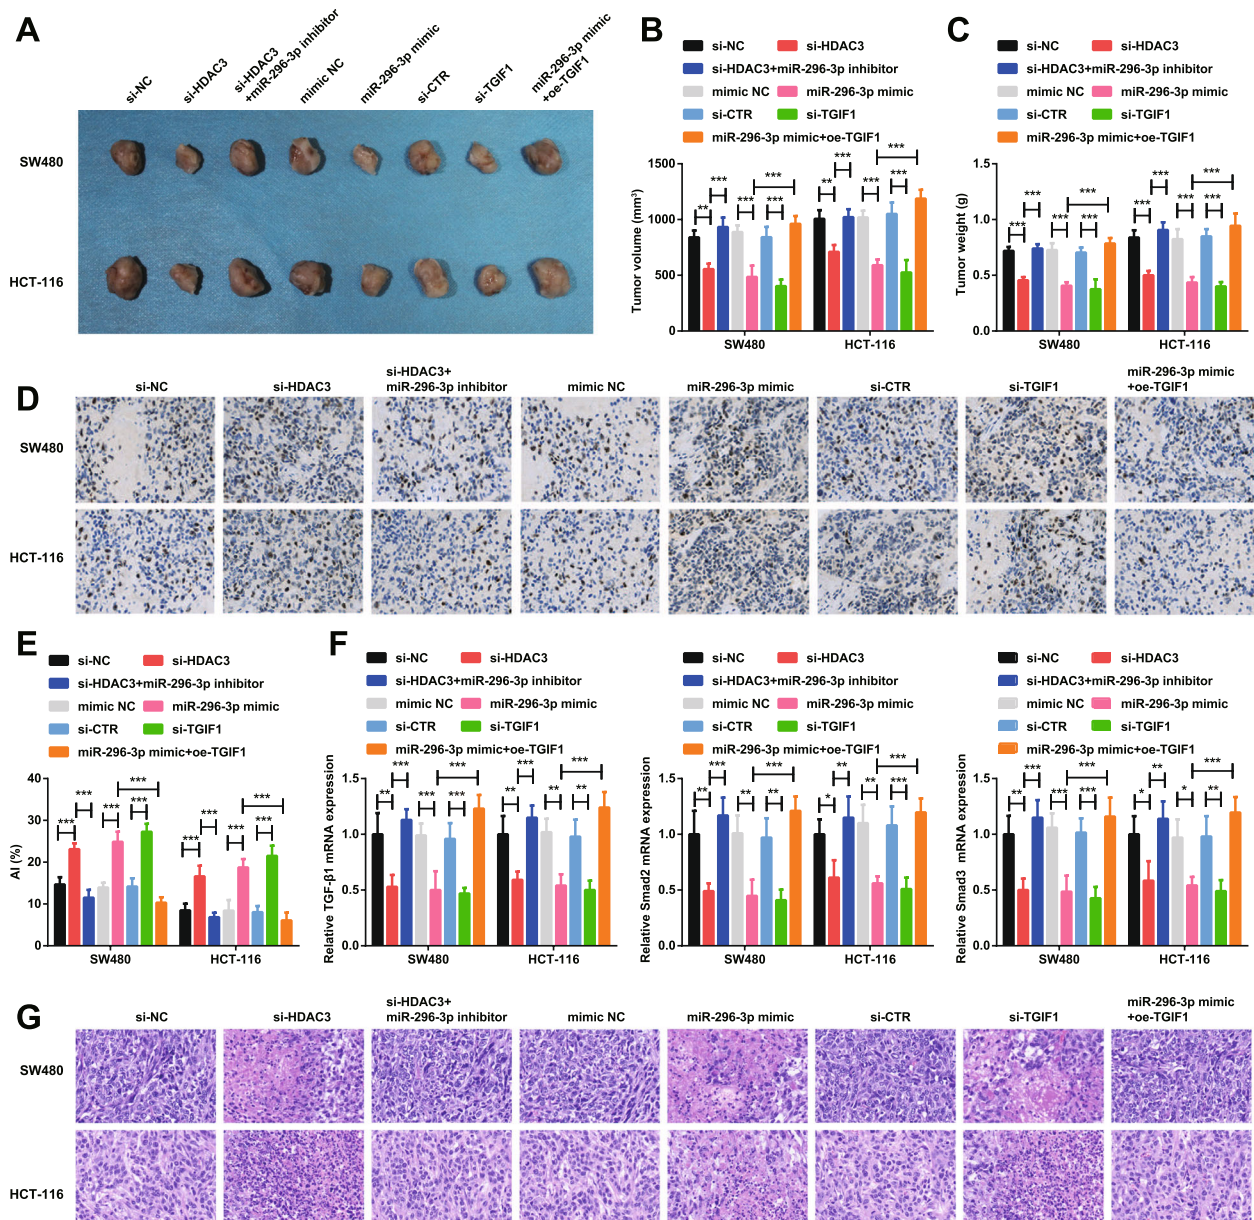 A
si-NC
si-HDAC3
si-HDAC3
+miR-296-3p inhibitor
mimic NC
miR-296-3p mimic
si-CTR
si-TGIF1
miR-296-3p mimic
+oe-TGIF1
SW480
HCT-116
B
si-NC si-HDAC3
si-HDAC3+miR-296-3p inhibitor
mimic NC miR-296-3p mimic
si-CTR si-TGIF1
miR-296-3p mimic+oe-TGIF1
Tumor volume (mm³)
1500
1000
500
0
** *** *** *** *** ** *** *** *** ***
SW480 HCT-116
C
si-NC si-HDAC3
si-HDAC3+miR-296-3p inhibitor
mimic NC miR-296-3p mimic
si-CTR si-TGIF1
miR-296-3p mimic+oe-TGIF1
Tumor weight (g)
1.5
1.0
0.5
0.0
*** *** *** *** *** *** *** *** *** ***
SW480 HCT-116
D
si-NC
si-HDAC3
si-HDAC3+
miR-296-3p inhibitor
mimic NC
miR-296-3p mimic
si-CTR
si-TGIF1
miR-296-3p mimic
+oe-TGIF1
SW480
HCT-116
E
si-NC si-HDAC3
si-HDAC3+miR-296-3p inhibitor
mimic NC miR-296-3p mimic
si-CTR si-TGIF1
miR-296-3p mimic+oe-TGIF1
AI (%)
40
30
20
10
0
*** *** *** *** *** *** *** *** *** ***
SW480 HCT-116
F
si-NC si-HDAC3
si-HDAC3+miR-296-3p inhibitor
mimic NC miR-296-3p mimic
si-CTR si-TGIF1
miR-296-3p mimic+oe-TGIF1
Relative TGF-β1 mRNA expression
1.5
1.0
0.5
0.0
** *** *** *** *** ** *** ** ** ***
SW480 HCT-116
si-NC si-HDAC3
si-HDAC3+miR-296-3p inhibitor
mimic NC miR-296-3p mimic
si-CTR si-TGIF1
miR-296-3p mimic+oe-TGIF1
Relative Smad2 mRNA expression
1.5
1.0
0.5
0.0
** *** ** ** *** * ** ** *** ***
SW480 HCT-116
si-NC si-HDAC3
si-HDAC3+miR-296-3p inhibitor
mimic NC miR-296-3p mimic
si-CTR si-TGIF1
miR-296-3p mimic+oe-TGIF1
Relative Smad3 mRNA expression
1.5
1.0
0.5
0.0
** *** *** *** *** * ** * ** ***
SW480 HCT-116
G
si-NC
si-HDAC3
si-HDAC3+
miR-296-3p inhibitor
mimic NC
miR-296-3p mimic
si-CTR
si-TGIF1
miR-296-3p mimic
+oe-TGIF1
SW480
HCT-116